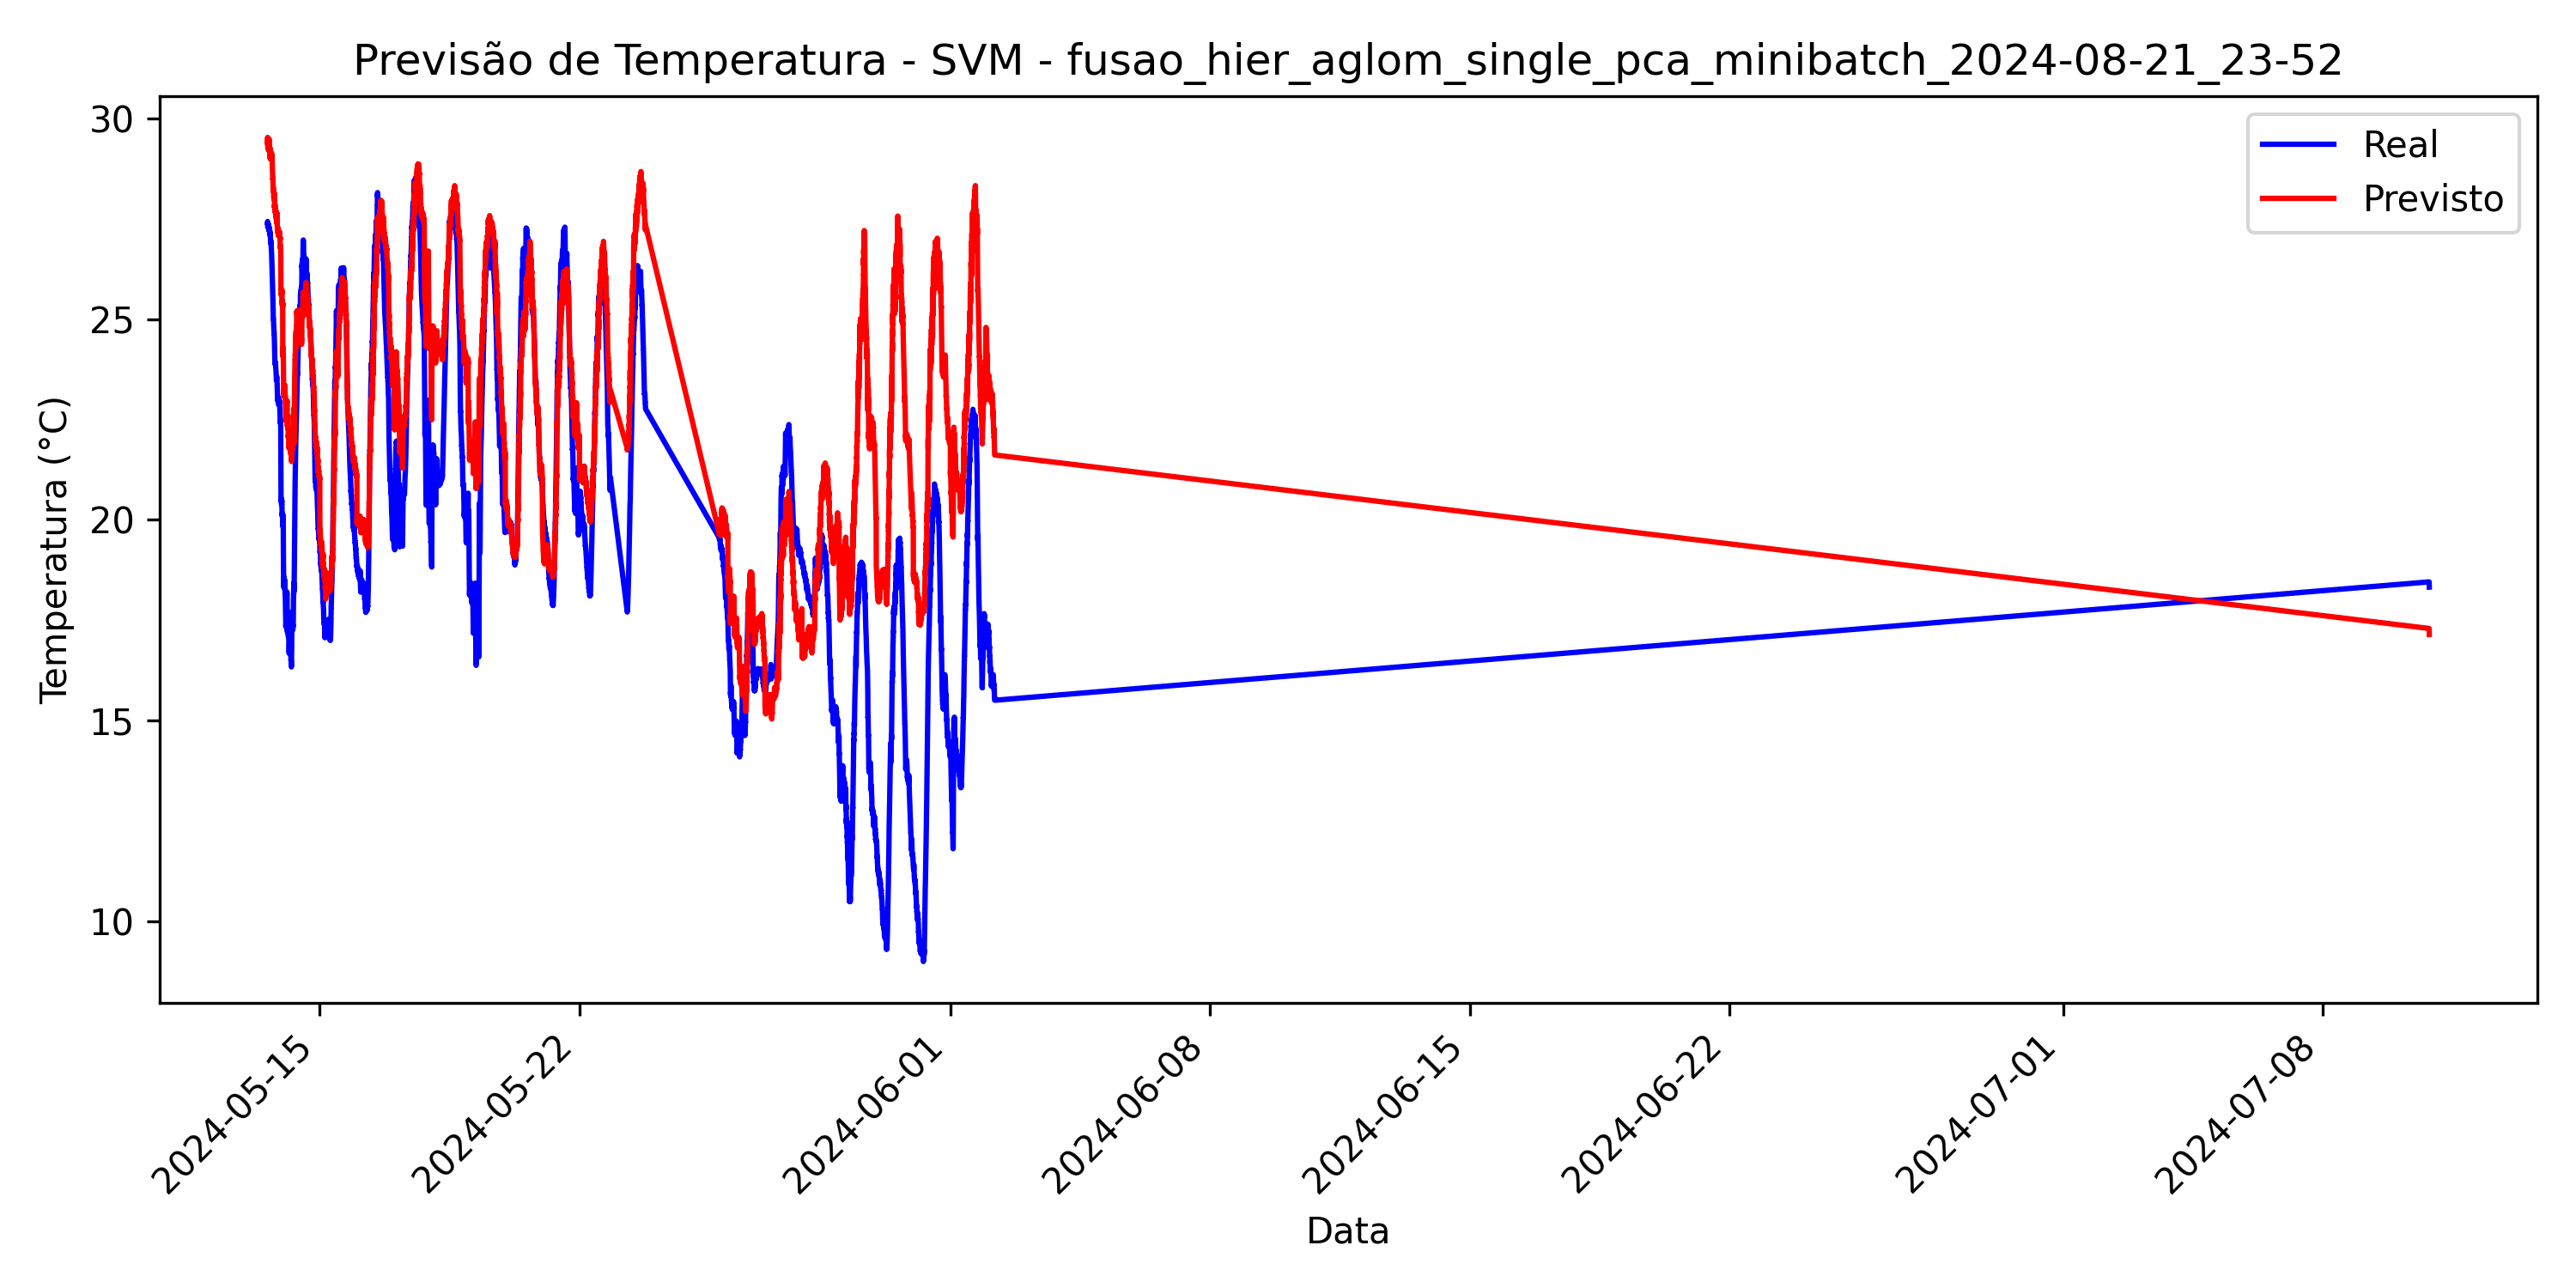 Previsão de Temperatura - SVM - fusao_hier_aglom_single_pca_minibatch_2024-08-21_23-52
Real
Previsto
Temperatura (°C)
30
25
20
15
10
2024-05-15
2024-05-22
2024-06-01
2024-06-08
2024-06-15
2024-06-22
2024-07-01
2024-07-08
Data